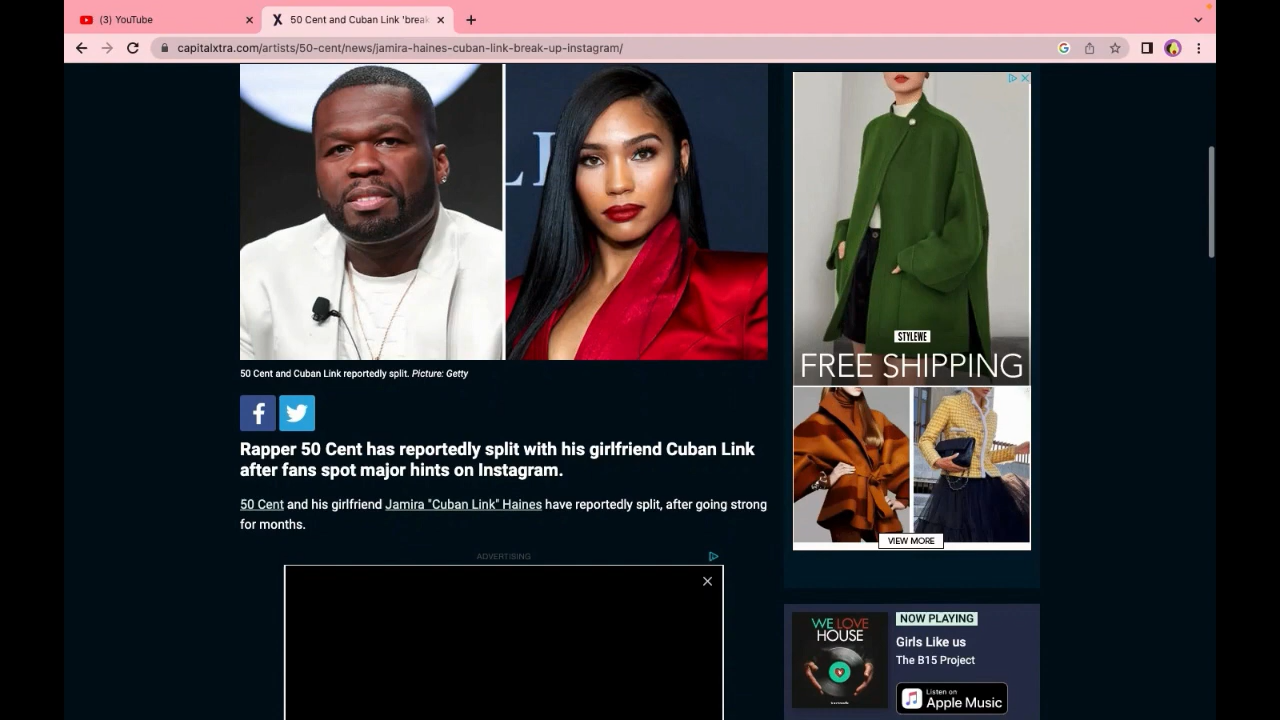 (3) YouTube
50 Cent and Cuban Link 'break
capitalxtra.com/artists/50-cent/news/jamira-haines-cuban-link-break-up-instagram/
LI
50 Cent and Cuban Link reportedly split. Picture: Getty
Rapper 50 Cent has reportedly split with his girlfriend Cuban Link
after fans spot major hints on Instagram.
50 Cent and his girlfriend Jamira "Cuban Link" Haines have reportedly split, after going strong
for months.
ADVERTISING
STYLEWE
FREE SHIPPING
VIEW MORE
WE LOVE
HOUSE
NOW PLAYING
Girls Like us
The B15 Project
Listen on
Apple Music